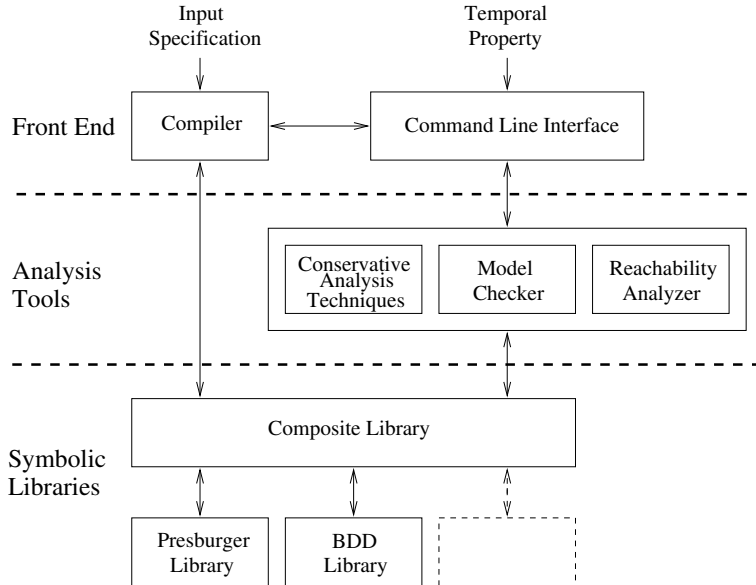 Input
Specification
Temporal
Property
Front End
Compiler
Command Line Interface
Analysis
Tools
Conservative
Analysis
Techniques
Model
Checker
Reachability
Analyzer
Symbolic
Libraries
Composite Library
Presburger
Library
BDD
Library